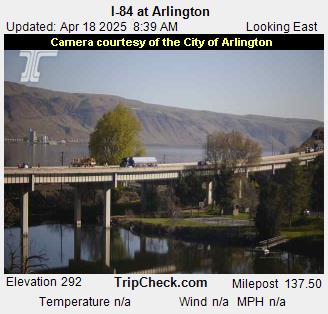 I-84 at Arlington
Updated: Apr 18 2025 8:39 AM Looking East
Camera courtesy of the City of Arlington
Elevation 292 TripCheck.com Milepost 137.50
Temperature n/a Wind n/a MPH n/a